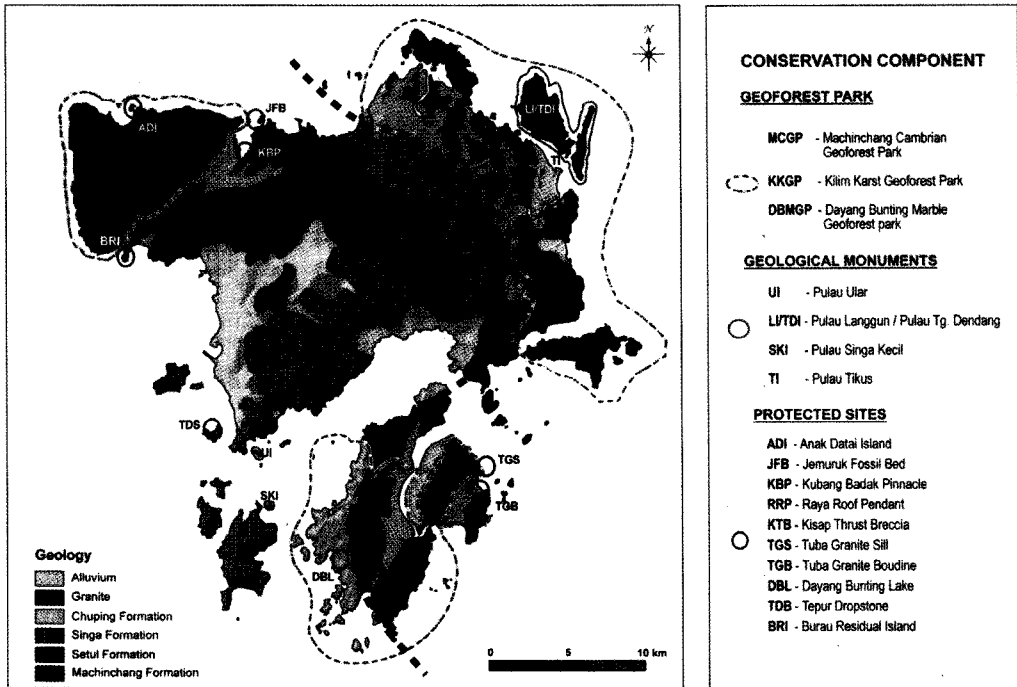 N
JFB
ADI
KBP
LI/TDI
TI
BRI
TDS
UI
SKI
TGS
TGB
DBL
Geology
Alluvium
Granite
Chuping Formation
Singa Formation
Setul Formation
Machinchang Formation
0 5 10 km
CONSERVATION COMPONENT
GEOFOREST PARK
MCGP - Machinchang Cambrian
Geoforest Park
KKGP - Kilim Karst Geoforest Park
DBMGP - Dayang Bunting Marble
Geoforest park
GEOLOGICAL MONUMENTS
UI - Pulau Ular
LI/TDI - Pulau Langgun / Pulau Tg. Dendang
SKI - Pulau Singa Kecil
TI - Pulau Tikus
PROTECTED SITES
ADI - Anak Datai Island
JFB - Jemuruk Fossil Bed
KBP - Kubang Badak Pinnacle
RRP - Raya Roof Pendant
KTB - Kisap Thrust Breccia
TGS - Tuba Granite Sill
TGB - Tuba Granite Boudine
DBL - Dayang Bunting Lake
TDB - Tepur Dropstone
BRI - Burau Residual Island